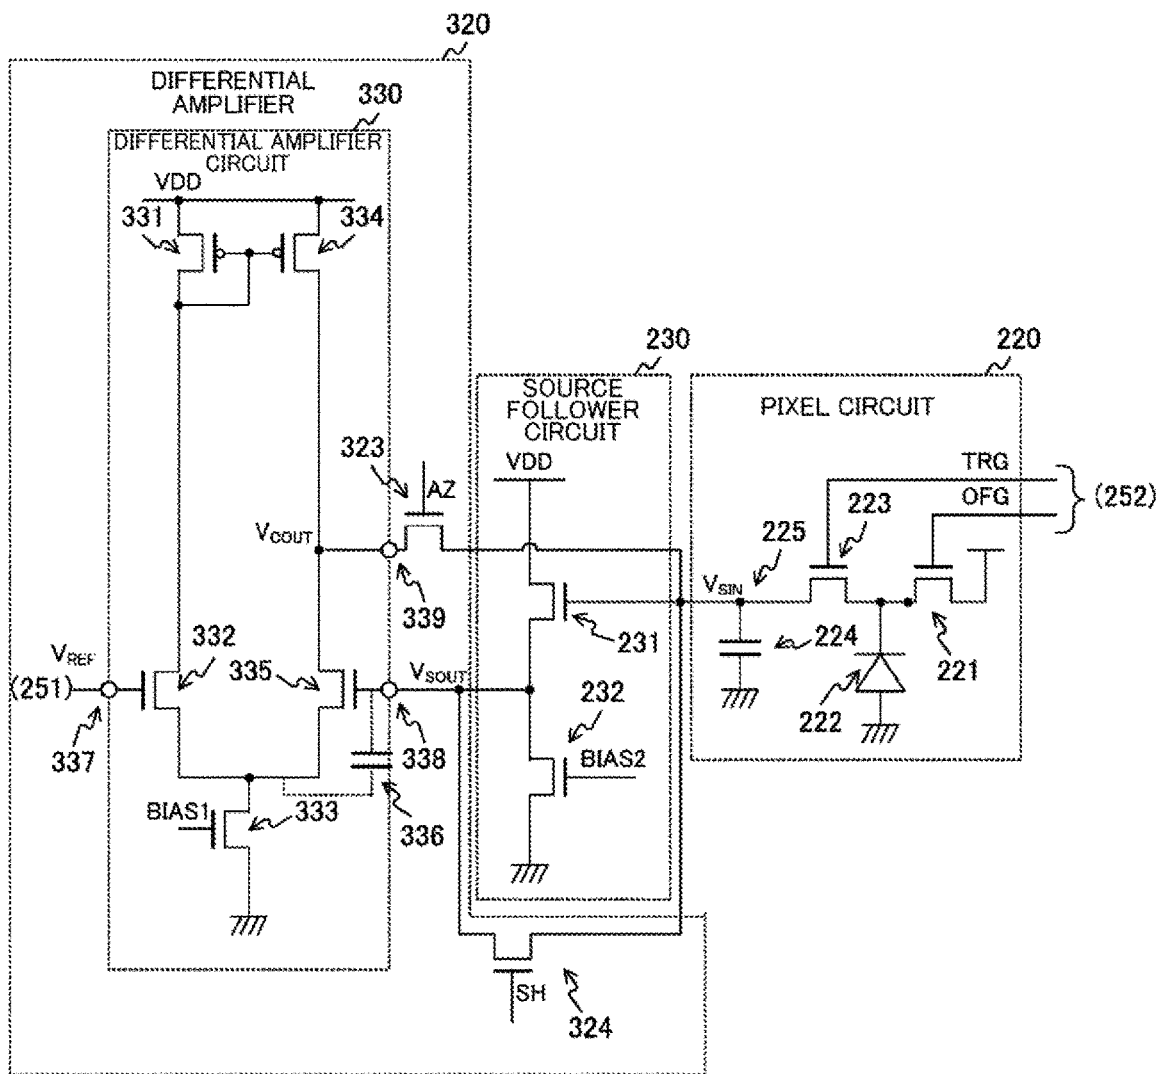 320
DIFFERENTIAL
AMPLIFIER
330
DIFFERENTIAL AMPLIFIER
CIRCUIT
VDD
331
334
230
220
SOURCE
FOLLOWER
CIRCUIT
PIXEL CIRCUIT
VDD
323
AZ
TRG
OFG
(252)
223
225
VCOUT
339
VSIN
231
224
221
222
VREF
(251)
332
335
VSOUT
337
338
232
BIAS2
BIAS1
333
336
SH
324